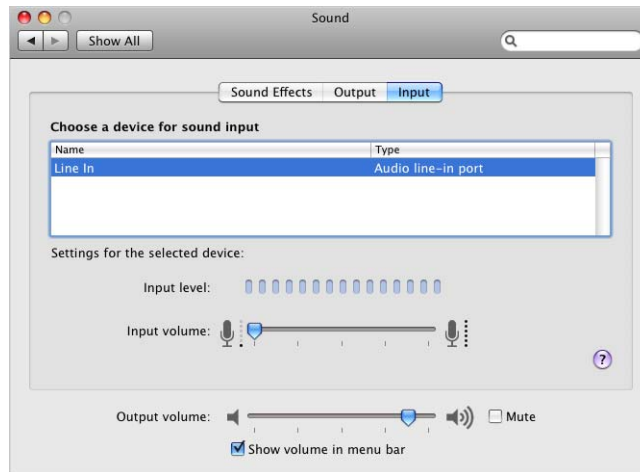 Sound
Show All
Sound Effects Output Input
Choose a device for sound input
Name Type
Line In Audio line-in port
Settings for the selected device:
Input level:
Input volume:
?
Output volume: Mute
Show volume in menu bar